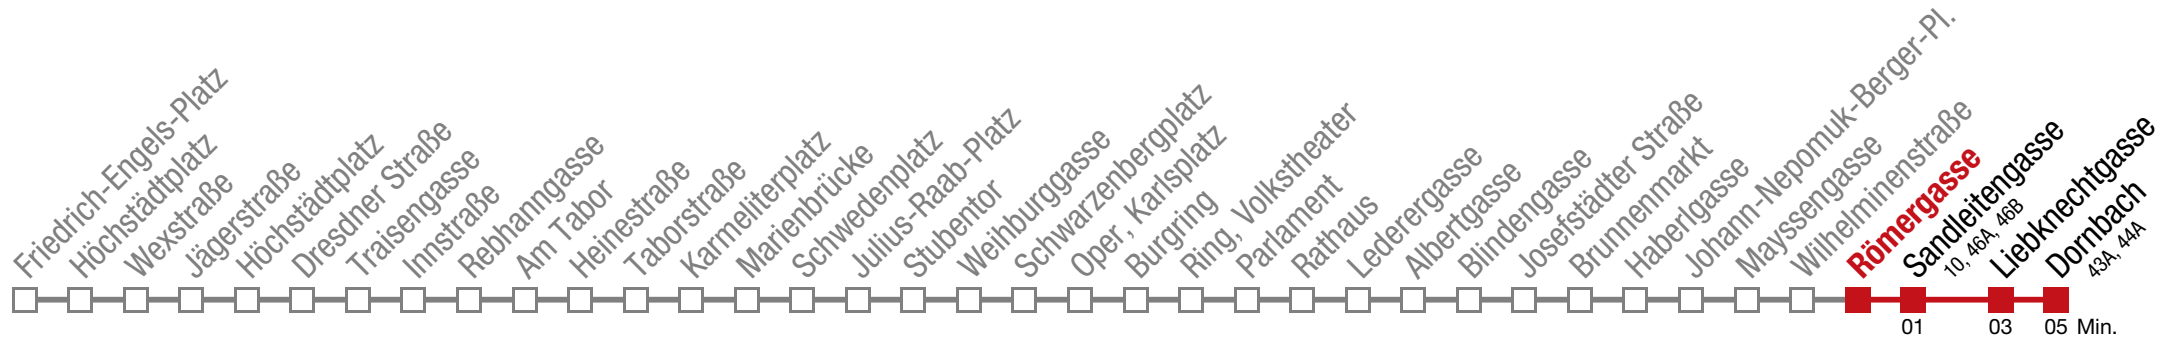 Friedrich-Engels-Platz
Höchstädtplatz
Wexstraße
Jägerstraße
Höchstädtplatz
Dresdner Straße
Traisengasse
Innstraße
Rebhanngasse
Am Tabor
Heinestraße
Taborstraße
Karmeliterplatz
Marienbrücke
Schwedenplatz
Julius-Raab-Platz
Stubentor
Weihburggasse
Schwarzenbergplatz
Oper, Karlsplatz
Burgring
Ring, Volkstheater
Parlament
Rathaus
Lederergasse
Albertgasse
Blindengasse
Josefstädter Straße
Brunnenmarkt
Haberlgasse
Johann-Nepomuk-Berger-Pl.
Mayssengasse
Wilhelminenstraße
Römergasse
Sandleitengasse
10, 46A, 46B
Liebknechtgasse
Dornbach
43A, 44A
01 03 05 Min.